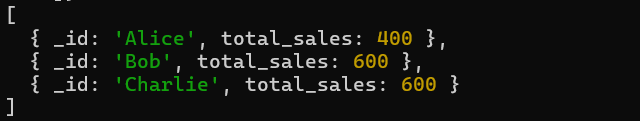 [
  { _id: 'Alice', total_sales: 400 },
  { _id: 'Bob', total_sales: 600 },
  { _id: 'Charlie', total_sales: 600 }
]